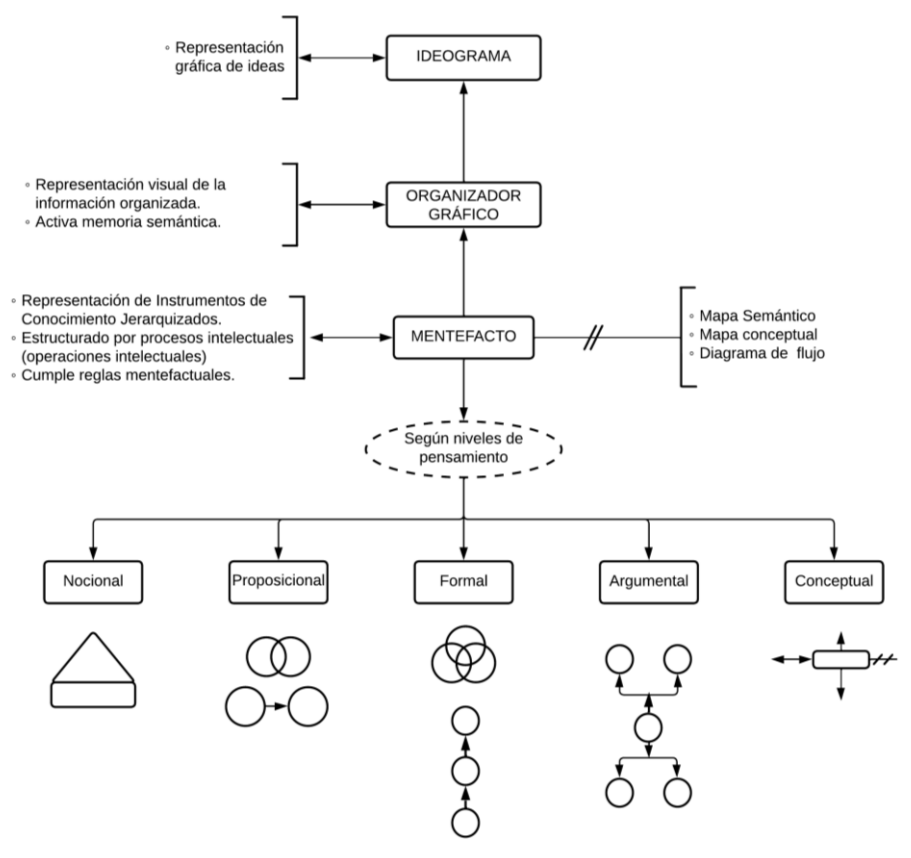 ◦ Representación
gráfica de ideas
IDEOGRAMA
◦ Representación visual de la
información organizada.
◦ Activa memoria semántica.
ORGANIZADOR
GRÁFICO
◦ Representación de Instrumentos de
Conocimiento Jerarquizados.
◦ Estructurado por procesos intelectuales
(operaciones intelectuales)
◦ Cumple reglas mentefactuales.
MENTEFACTO
◦ Mapa Semántico
◦ Mapa conceptual
◦ Diagrama de flujo
Según niveles de
pensamiento
Nocional
Proposicional
Formal
Argumental
Conceptual